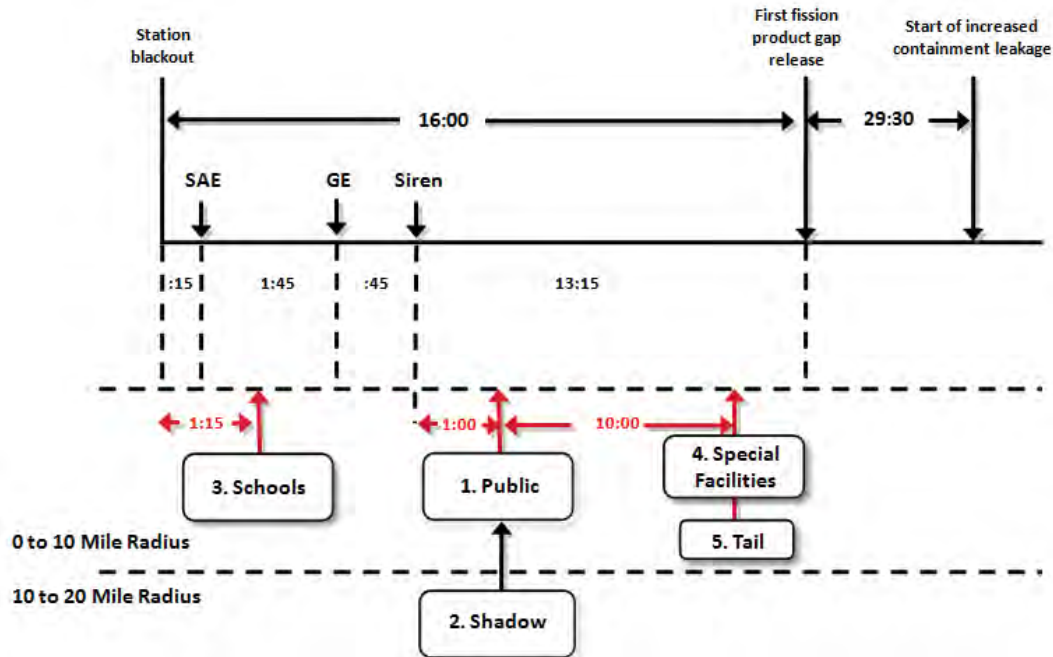 Station
blackout
First fission
product gap
release
Start of increased
containment leakage
16:00
29:30
SAE
GE
Siren
:15
1:45
:45
13:15
1:15
1:00
10:00
3. Schools
1. Public
4. Special
Facilities
5. Tail
0 to 10 Mile Radius
10 to 20 Mile Radius
2. Shadow